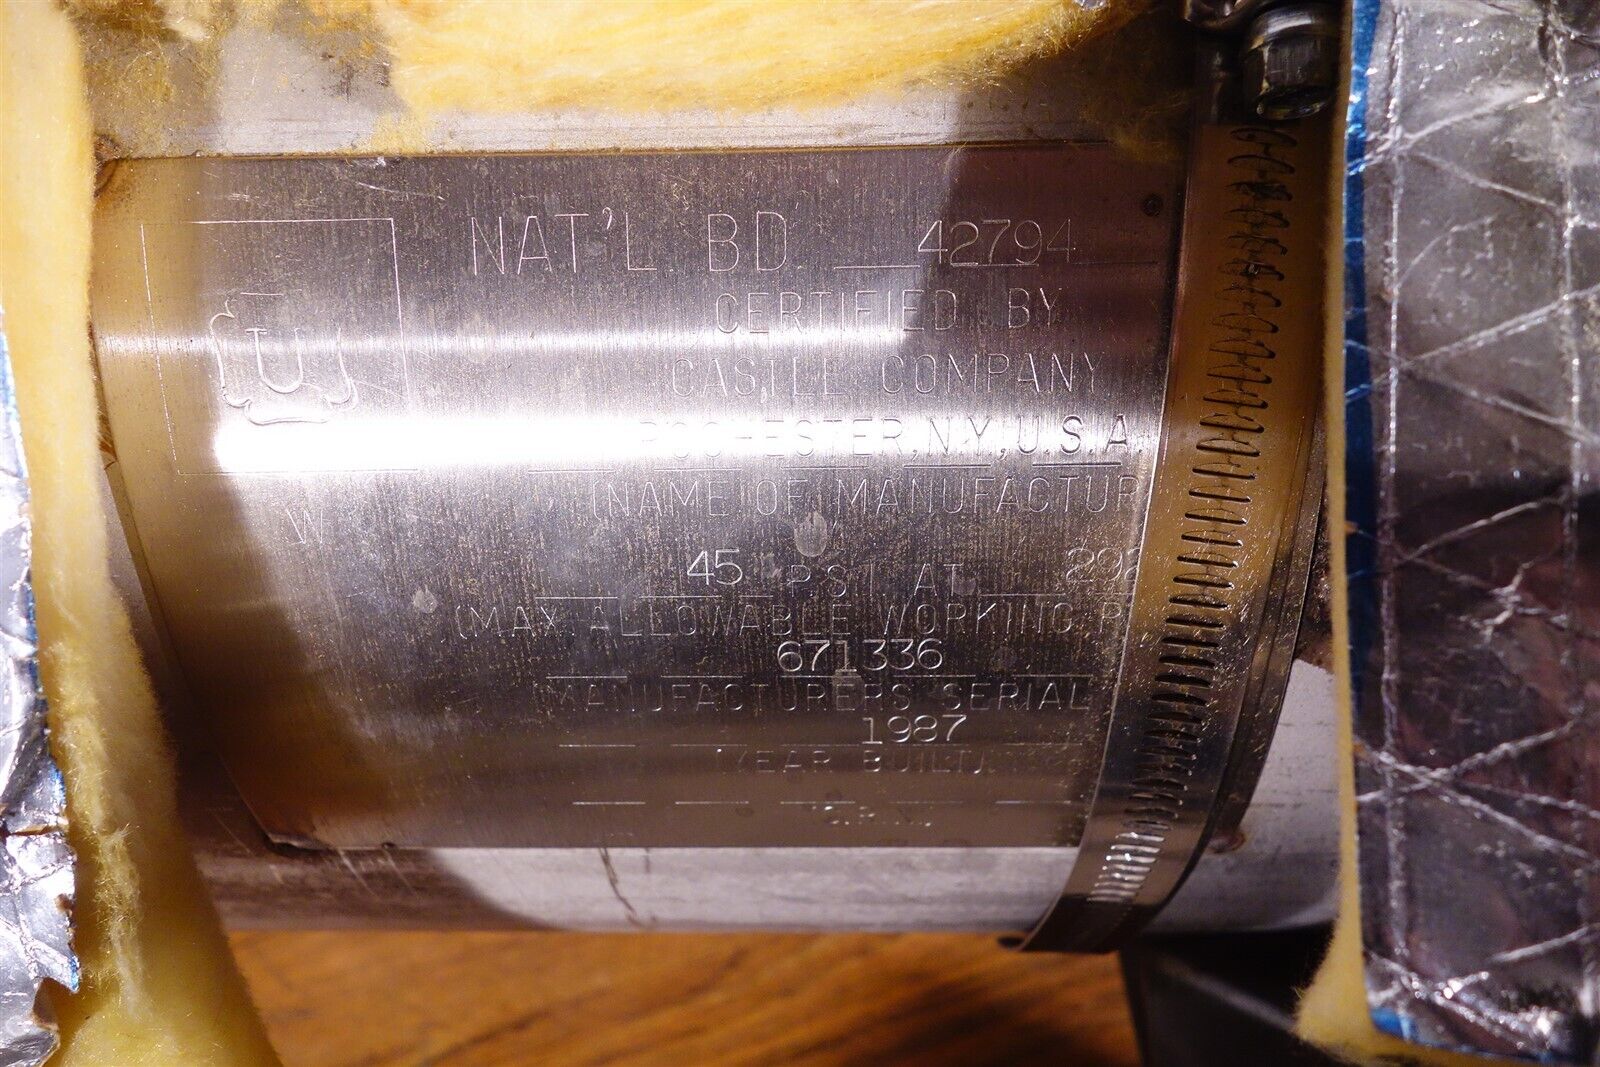 NAT'L BD 42794
U
CERTIFIED BY
CASTLE COMPANY
ROCHESTER, N.Y., U.S.A.
W
(NAME OF MANUFACTUR
45 PSI AT 292
(MAX. ALLOWABLE WORKING P
671336
(MANUFACTURERS SERIAL
1987
(YEAR BUILT)